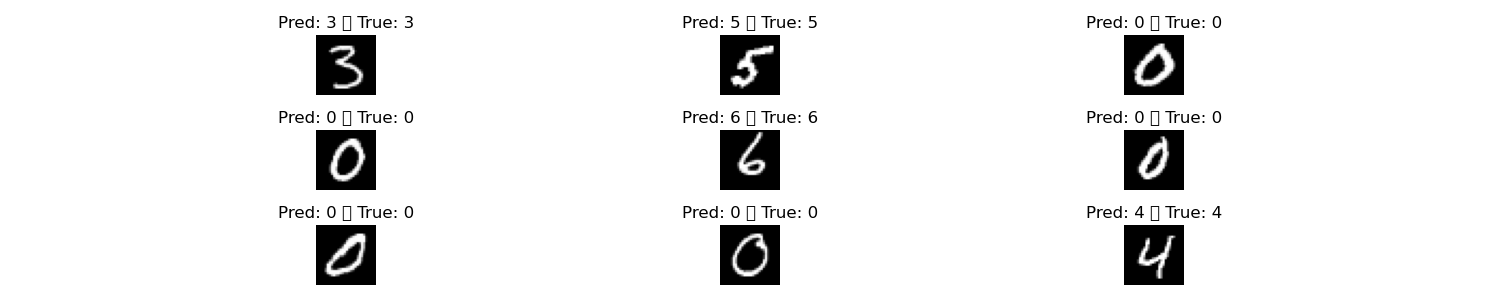 Pred: 3 ▯ True: 3 Pred: 5 ▯ True: 5 Pred: 0 ▯ True: 0
3 5 0
Pred: 0 ▯ True: 0 Pred: 6 ▯ True: 6 Pred: 0 ▯ True: 0
0 6 0
Pred: 0 ▯ True: 0 Pred: 0 ▯ True: 0 Pred: 4 ▯ True: 4
0 0 4